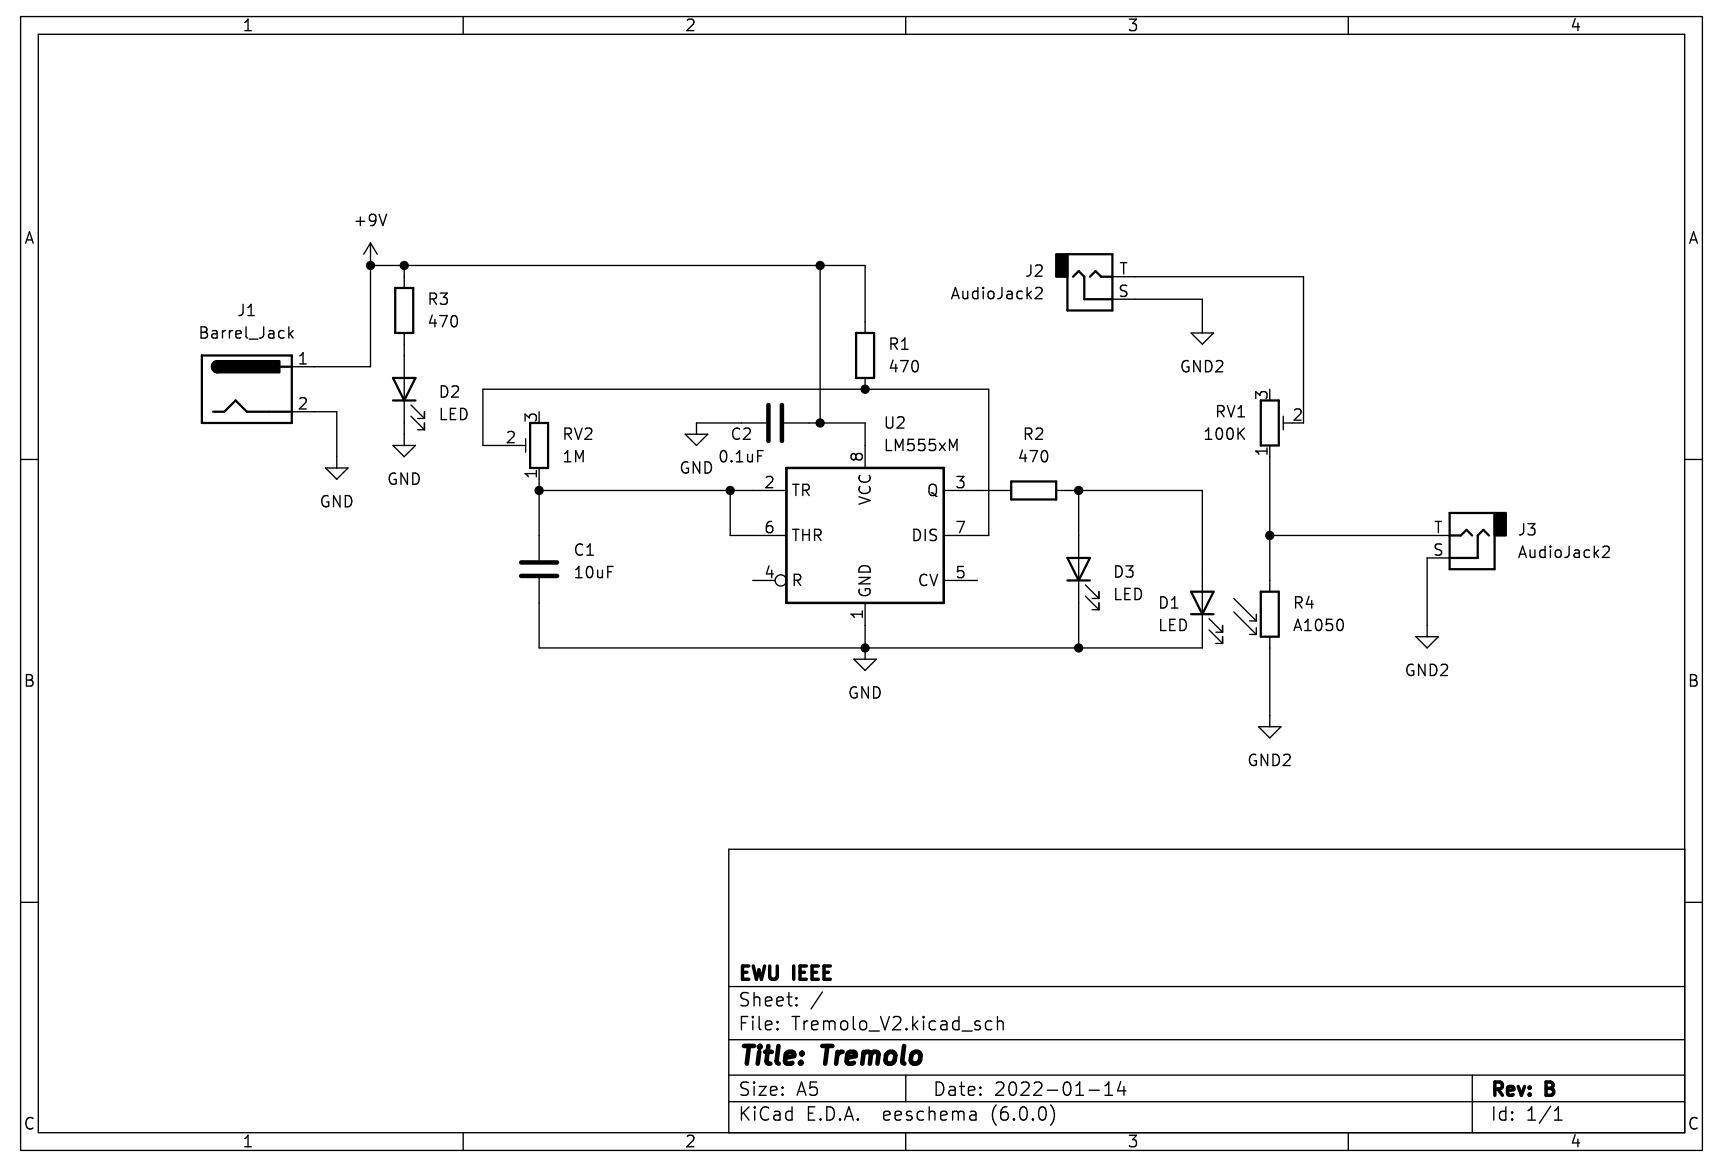 1 2 3 4
A A
+9V
J2 T
AudioJack2 S
J1
Barrel_Jack
1
2
R3
470
D2
LED
GND
GND
R1
470
GND2
3
RV1 2
100K
1
3
2 RV2
1M
1
C2
0.1uF
GND
U2
LM555xM
8
R2
470
2 TR VCC Q 3
6 THR DIS 7
4 R GND CV 5
1
C1
10uF
D3
LED
D1
LED
T J3
S AudioJack2
R4
A1050
GND
GND2
GND2
B B
EWU IEEE
Sheet: /
File: Tremolo_V2.kicad_sch
Title: Tremolo
Size: A5 Date: 2022-01-14 Rev: B
KiCad E.D.A. eeschema (6.0.0) Id: 1/1
C C
1 2 3 4